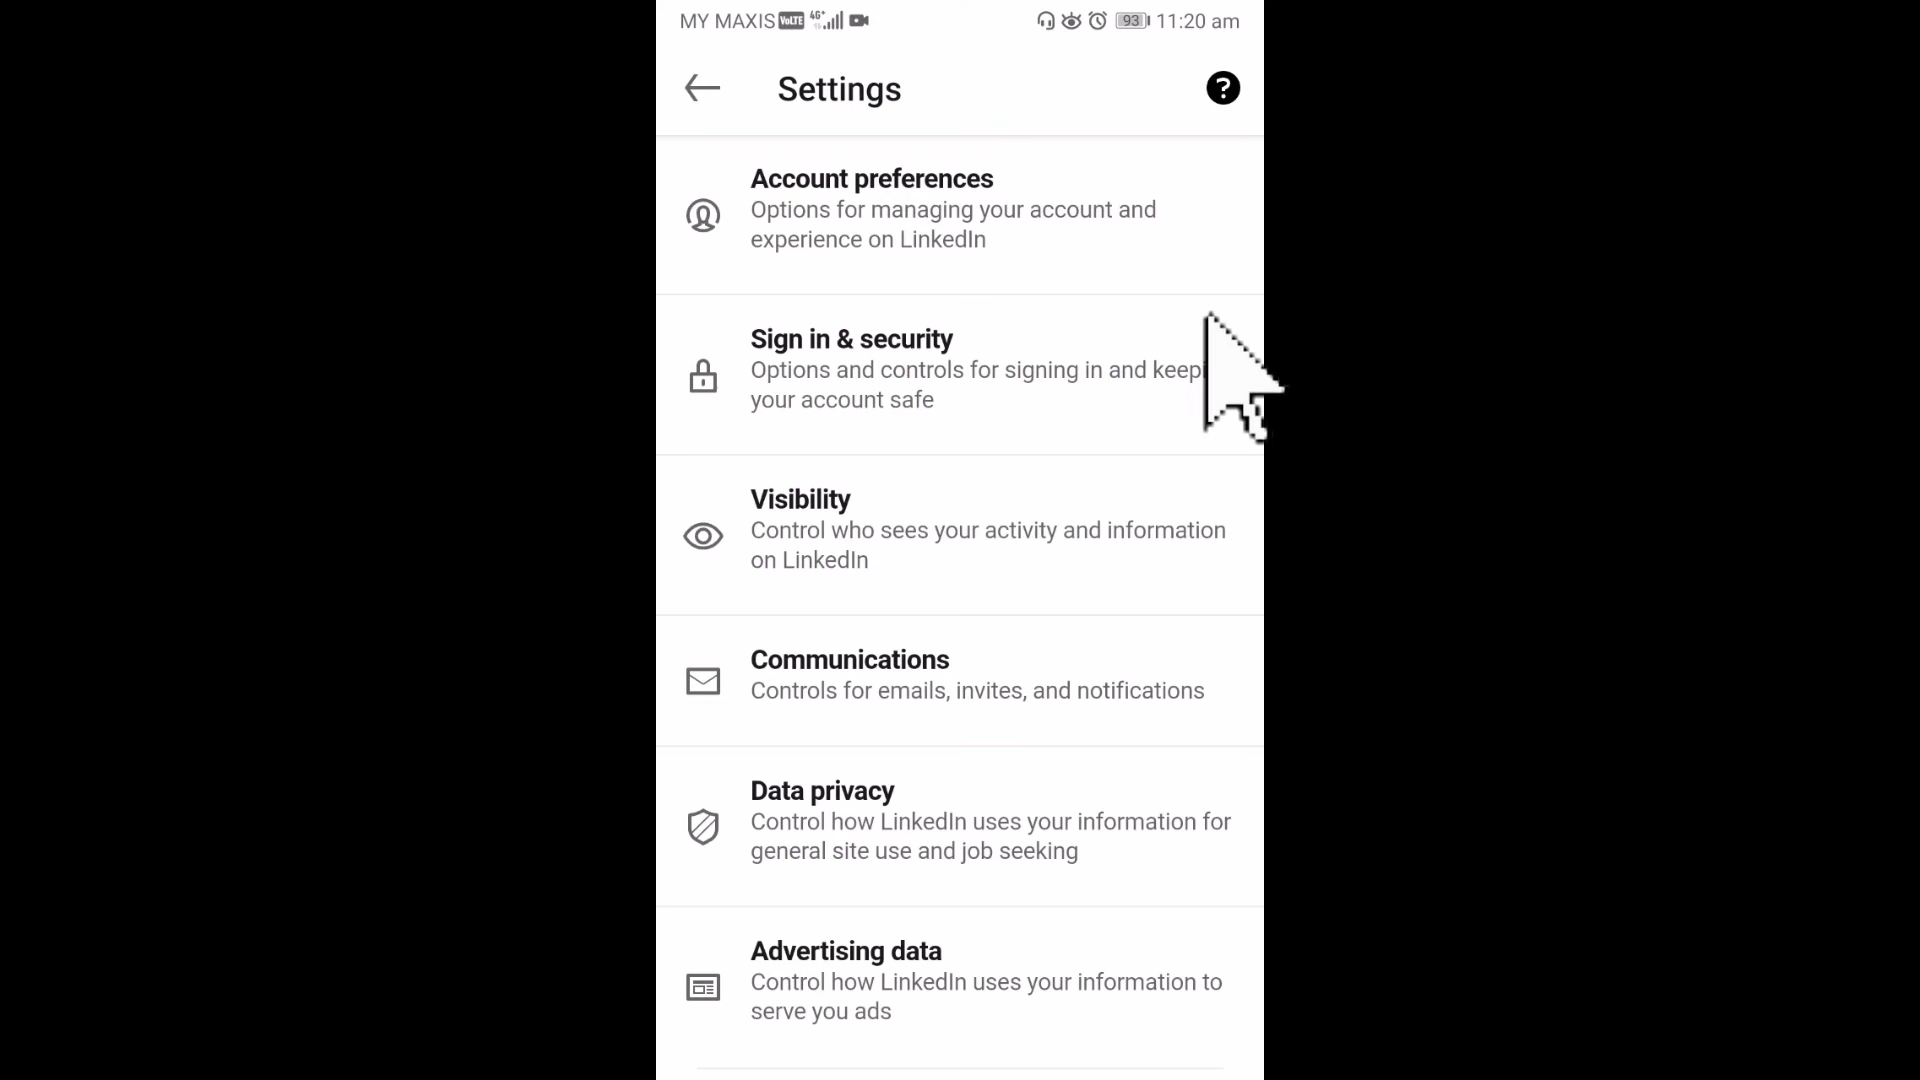 MY MAXIS VoLTE 4G+ 93 11:20 am
Settings ?
Account preferences
Options for managing your account and
experience on LinkedIn
Sign in & security
Options and controls for signing in and keepi
your account safe
Visibility
Control who sees your activity and information
on LinkedIn
Communications
Controls for emails, invites, and notifications
Data privacy
Control how LinkedIn uses your information for
general site use and job seeking
Advertising data
Control how LinkedIn uses your information to
serve you ads